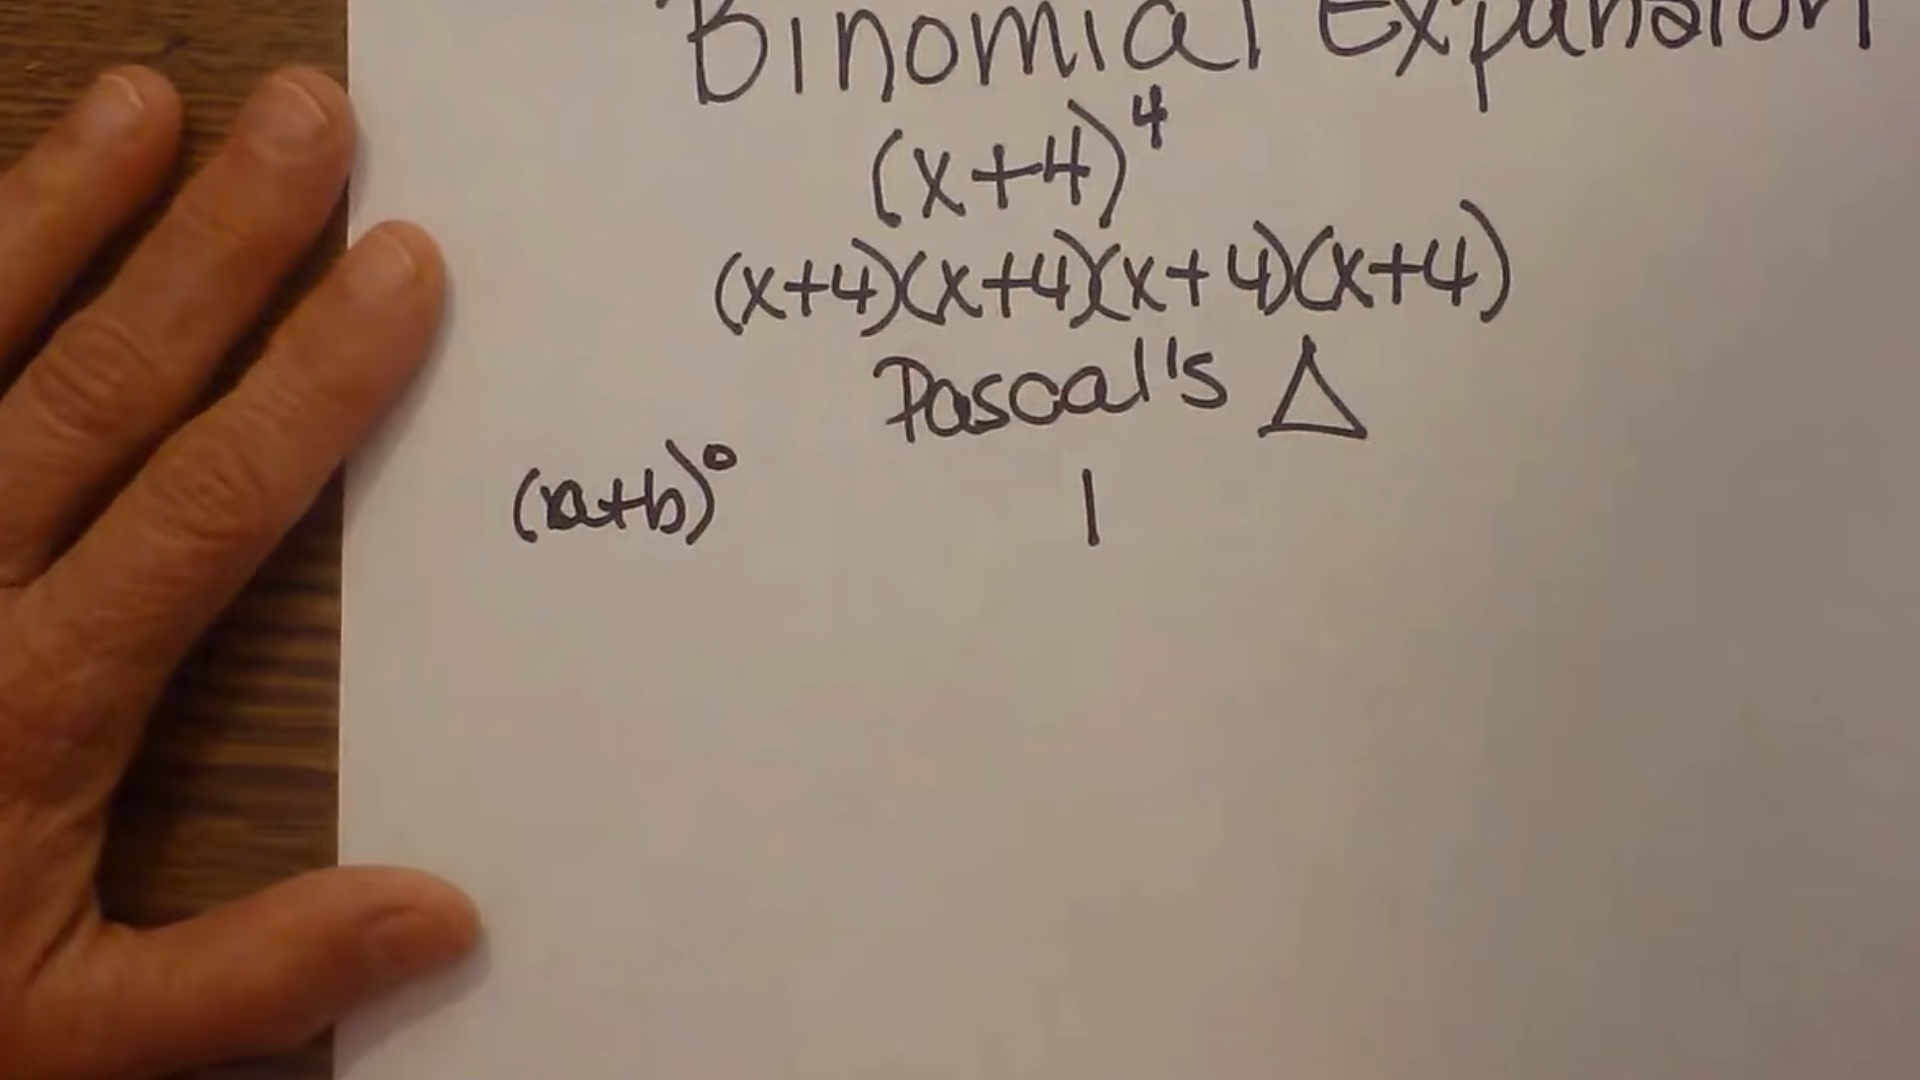 Binomial Expansion
(x+4)⁴
(x+4)(x+4)(x+4)(x+4)
Pascal's △
(a+b)⁰ 1